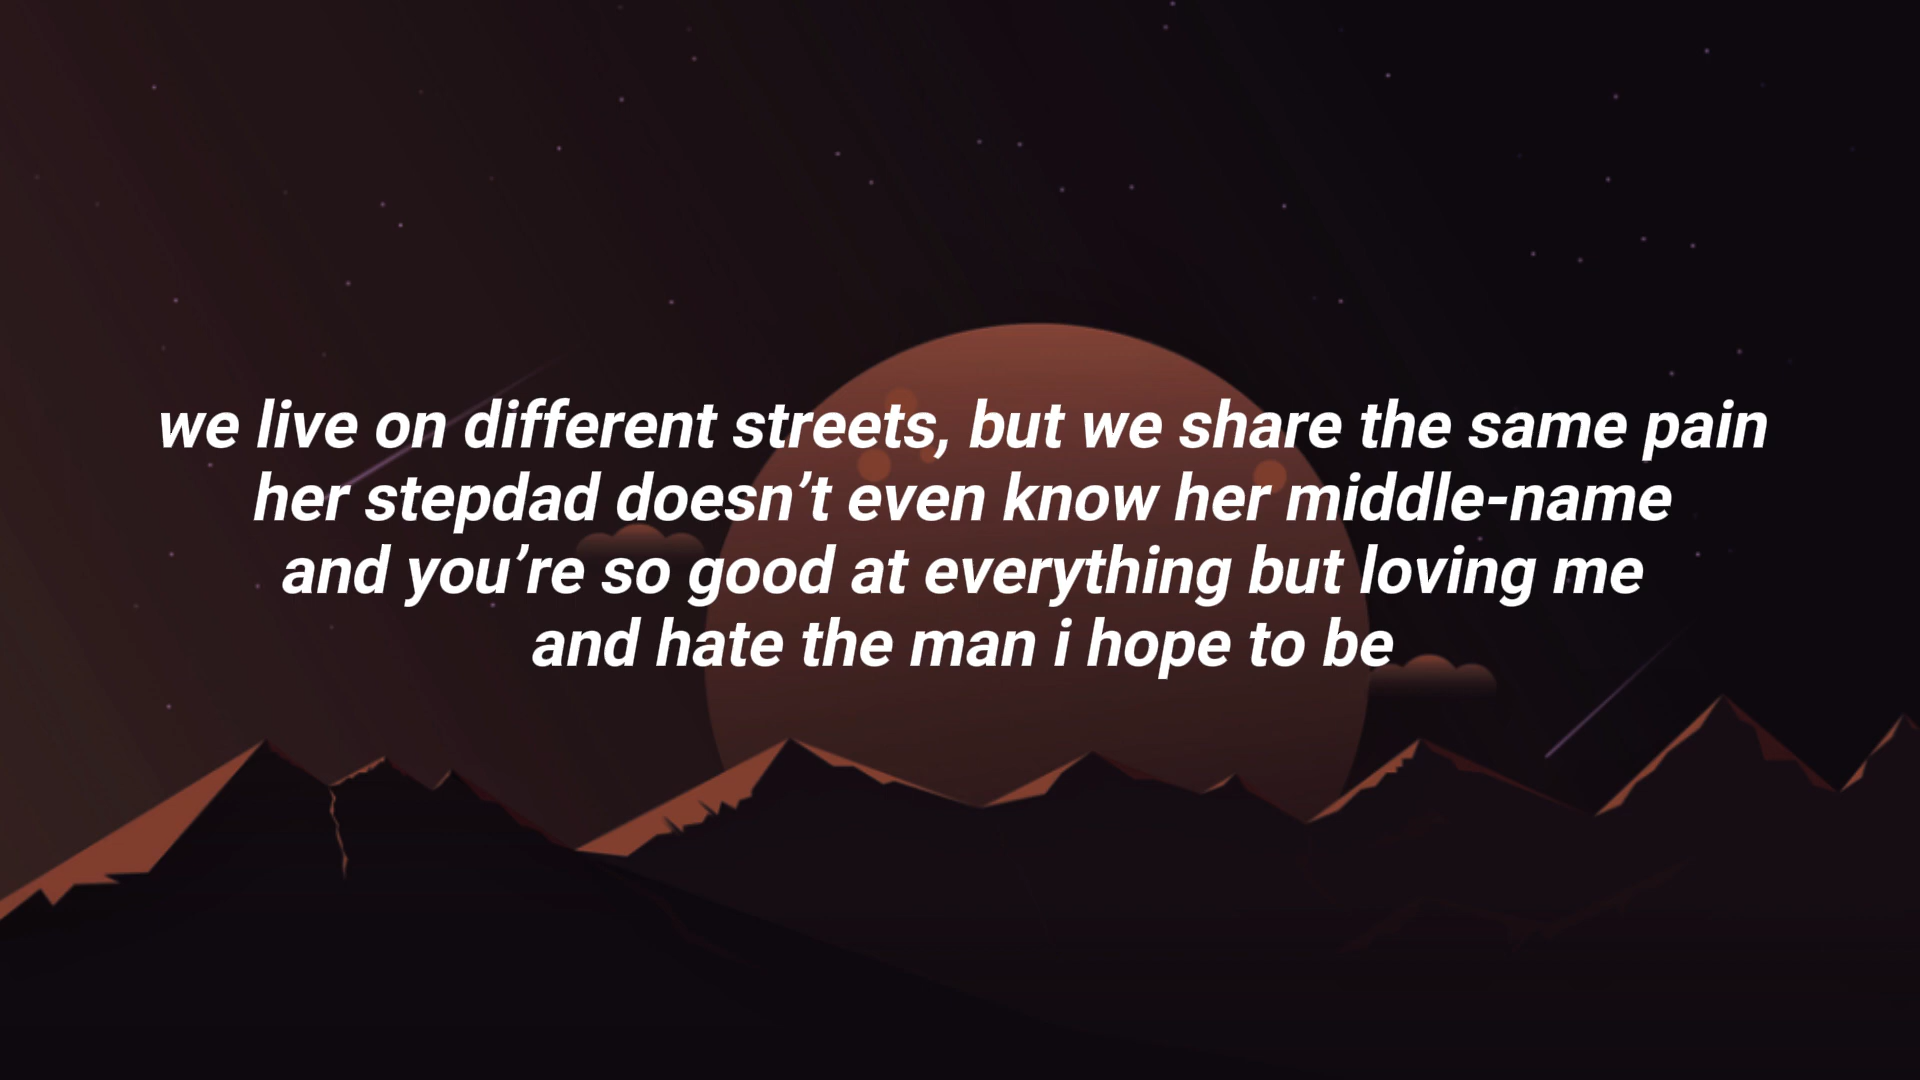 we live on different streets, but we share the same pain
her stepdad doesn’t even know her middle-name
and you’re so good at everything but loving me
and hate the man i hope to be